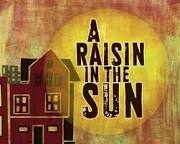 A
RAISIN
IN THE
SUN